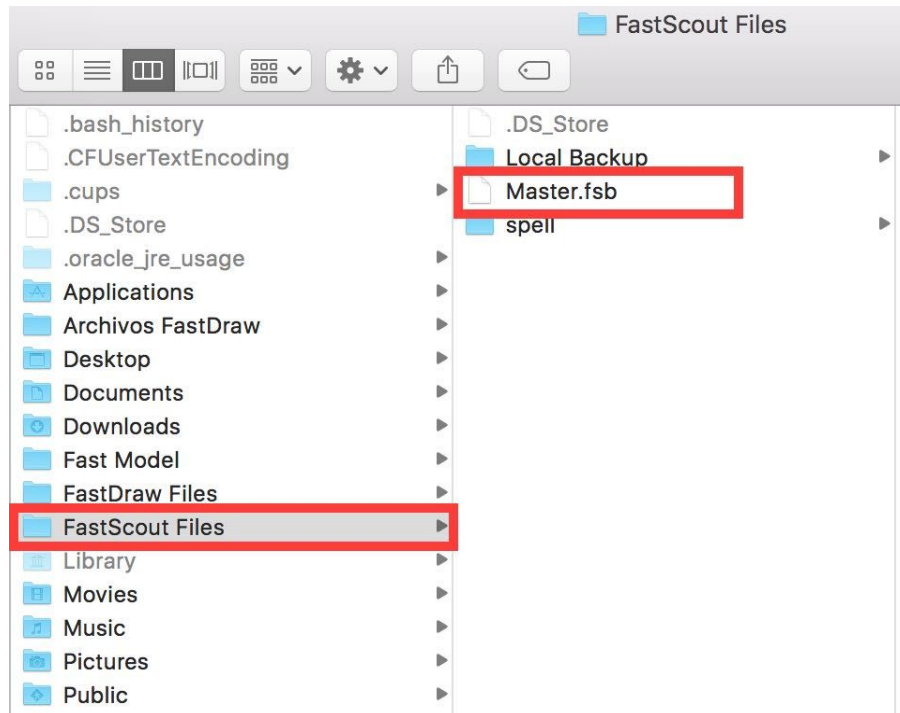 FastScout Files
.bash_history
.CFUserTextEncoding
.cups
.DS_Store
.oracle_jre_usage
Applications
Archivos FastDraw
Desktop
Documents
Downloads
Fast Model
FastDraw Files
FastScout Files
Library
Movies
Music
Pictures
Public
.DS_Store
Local Backup
Master.fsb
spell